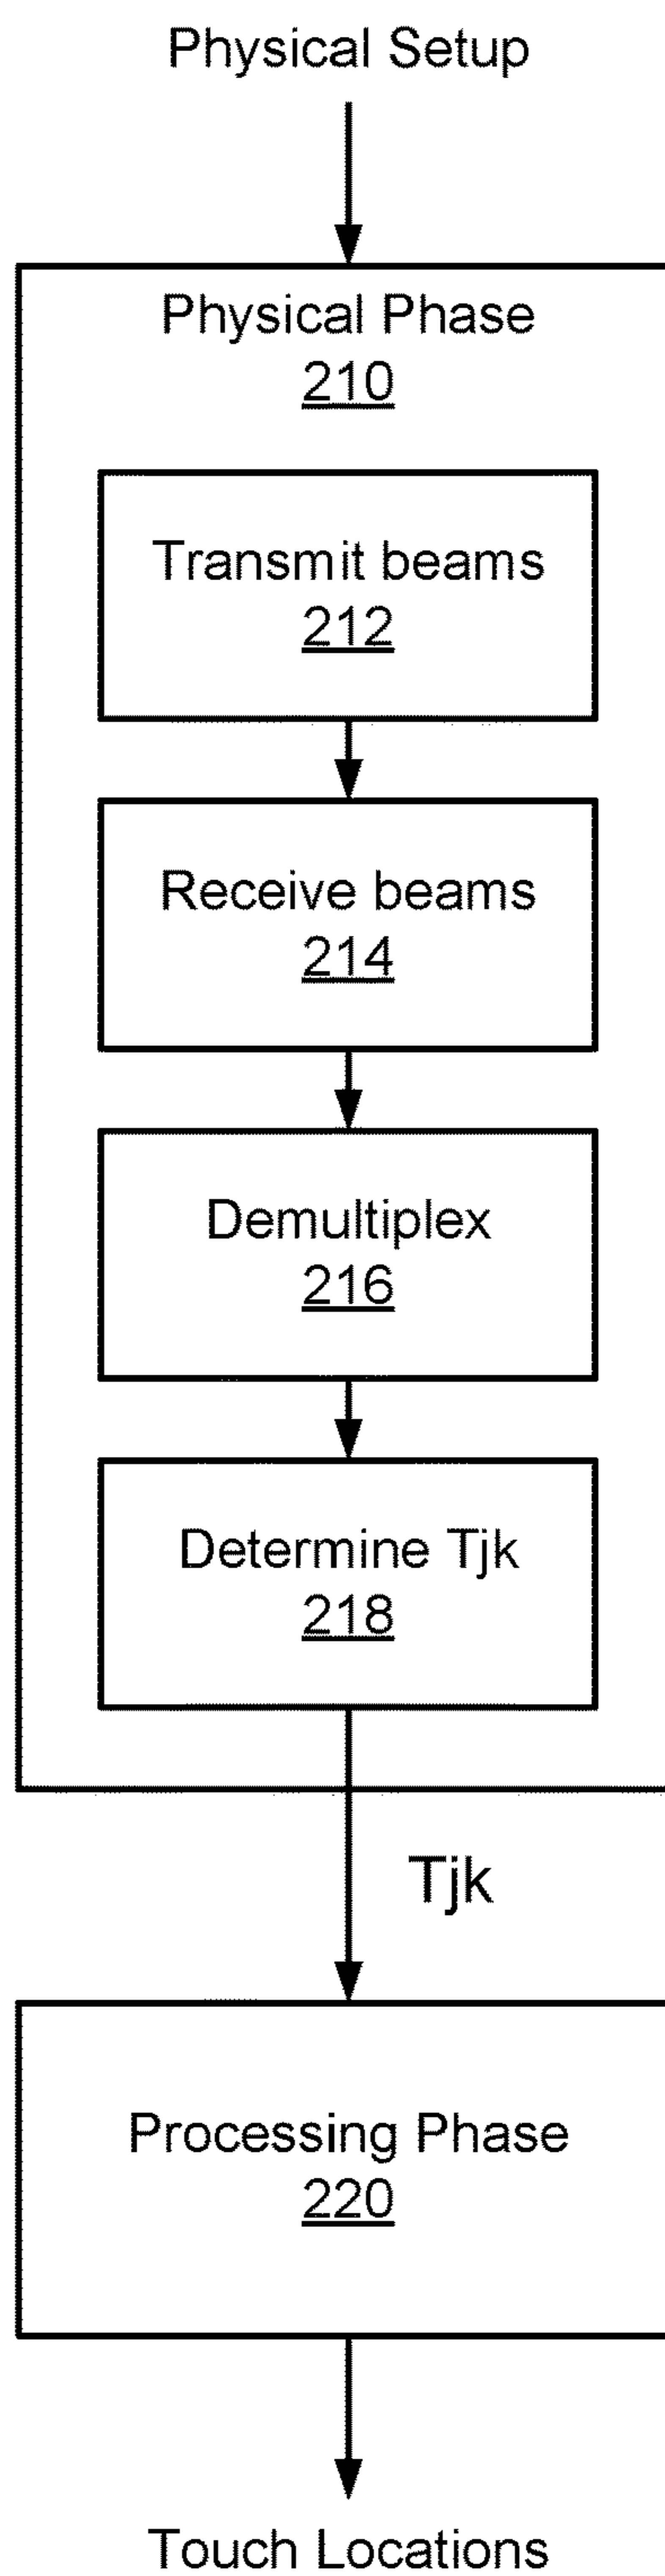 Physical Setup
Physical Phase
210
Transmit beams
212
Receive beams
214
Demultiplex
216
Determine Tjk
218
Tjk
Processing Phase
220
Touch Locations